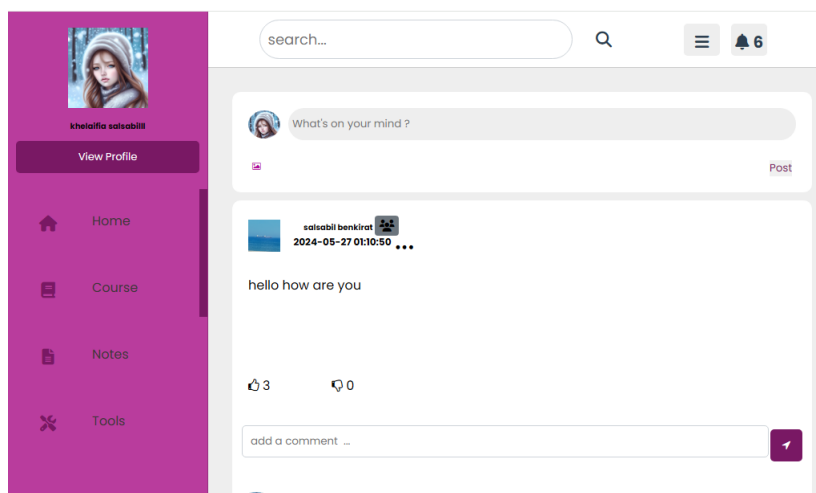 search...
6
khelaifia salsabilll
View Profile
Home
Course
Notes
Tools
What's on your mind ?
Post
salsabil benkirat
2024-05-27 01:10:50 ...
hello how are you
3 0
add a comment ...